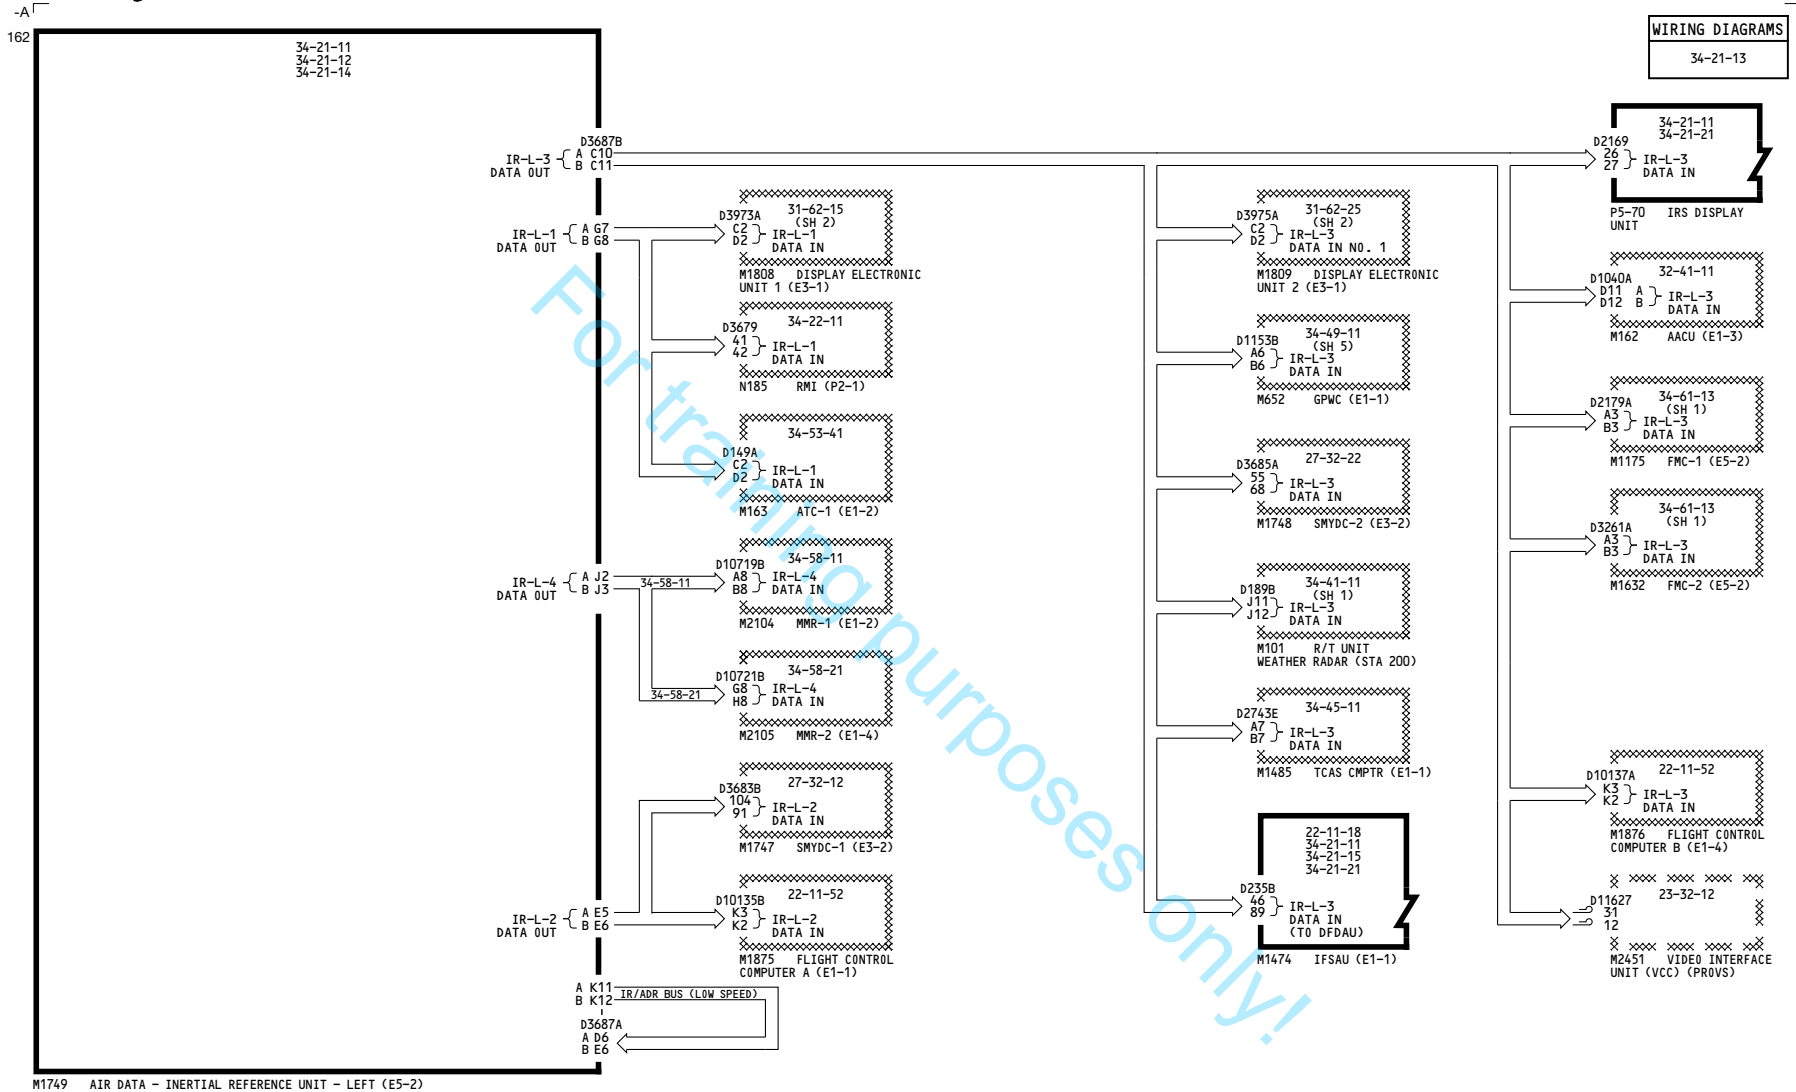 -A
162
34-21-11
34-21-12
34-21-14
WIRING DIAGRAMS
34-21-13
D3687B
IR-L-3 { A C10
DATA OUT B C11
IR-L-1 { A G7
DATA OUT B G8
IR-L-4 { A J2
DATA OUT B J3
IR-L-2 { A E5
DATA OUT B E6
A K11
B K12
IR/ADR BUS (LOW SPEED)
D3687A
A D6
B E6
M1749 AIR DATA - INERTIAL REFERENCE UNIT - LEFT (E5-2)
31-62-15
(SH 2)
D3973A
C2
D2 } IR-L-1
DATA IN
M1808 DISPLAY ELECTRONIC
UNIT 1 (E3-1)
34-22-11
D3679
41
42 } IR-L-1
DATA IN
N185 RMI (P2-1)
34-53-41
D149A
C2
D2 } IR-L-1
DATA IN
M163 ATC-1 (E1-2)
34-58-11
34-58-11
D10719B
A8
B8 } IR-L-4
DATA IN
M2104 MMR-1 (E1-2)
34-58-21
34-58-21
D10721B
G8
H8 } IR-L-4
DATA IN
M2105 MMR-2 (E1-4)
27-32-12
D3683B
104
91 } IR-L-2
DATA IN
M1747 SMYDC-1 (E3-2)
22-11-52
D10135B
K3
K2 } IR-L-2
DATA IN
M1875 FLIGHT CONTROL
COMPUTER A (E1-1)
31-62-25
(SH 2)
D3975A
C2
D2 } IR-L-3
DATA IN NO. 1
M1809 DISPLAY ELECTRONIC
UNIT 2 (E3-1)
34-49-11
(SH 5)
D1153B
A6
B6 } IR-L-3
DATA IN
M652 GPWC (E1-1)
27-32-22
D3685A
55
68 } IR-L-3
DATA IN
M1748 SMYDC-2 (E3-2)
34-41-11
(SH 1)
D189B
J11
J12 } IR-L-3
DATA IN
M101 R/T UNIT
WEATHER RADAR (STA 200)
34-45-11
D2743E
A7
B7 } IR-L-3
DATA IN
M1485 TCAS CMPTR (E1-1)
22-11-18
34-21-11
34-21-15
34-21-21
D235B
46
89 } IR-L-3
DATA IN
(TO DFDAU)
M1474 IFSAU (E1-1)
34-21-11
34-21-21
D2169
26
27 } IR-L-3
DATA IN
P5-70 IRS DISPLAY
UNIT
32-41-11
D1040A
D11 A
D12 B } IR-L-3
DATA IN
M162 AACU (E1-3)
34-61-13
(SH 1)
D2179A
A3
B3 } IR-L-3
DATA IN
M1175 FMC-1 (E5-2)
34-61-13
(SH 1)
D3261A
A3
B3 } IR-L-3
DATA IN
M1632 FMC-2 (E5-2)
22-11-52
D10137A
K3
K2 } IR-L-3
DATA IN
M1876 FLIGHT CONTROL
COMPUTER B (E1-4)
23-32-12
D11627
31
12
M2451 VIDEO INTERFACE
UNIT (VCC) (PROVS)
For training purposes only!